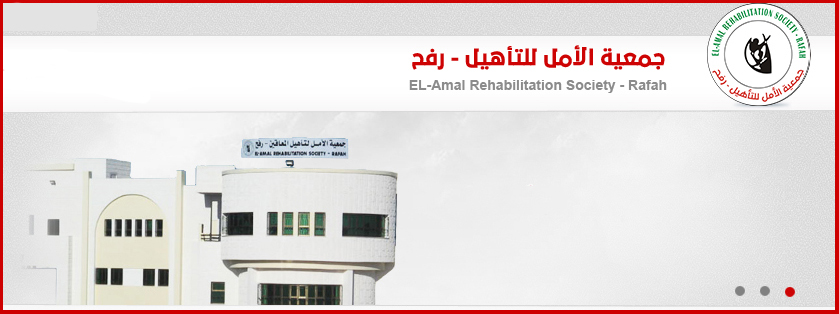 جمعية الأمل للتأهيل - رفح
EL-Amal Rehabilitation Society - Rafah
EL-AMAL REHABILITATION SOCIETY - RAFAH
جمعية الأمل للتأهيل - رفح
جمعية الأمل لتأهيل المعاقين - رفح
EL-AMAL REHABILITATION SOCIETY - RAFAH